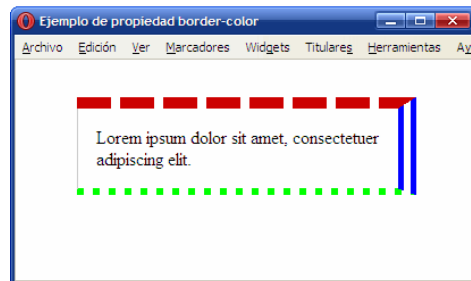 Ejemplo de propiedad border-color
Archivo Edición Ver Marcadores Widgets Titulares Herramientas Ay
Lorem ipsum dolor sit amet, consectetuer
adipiscing elit.